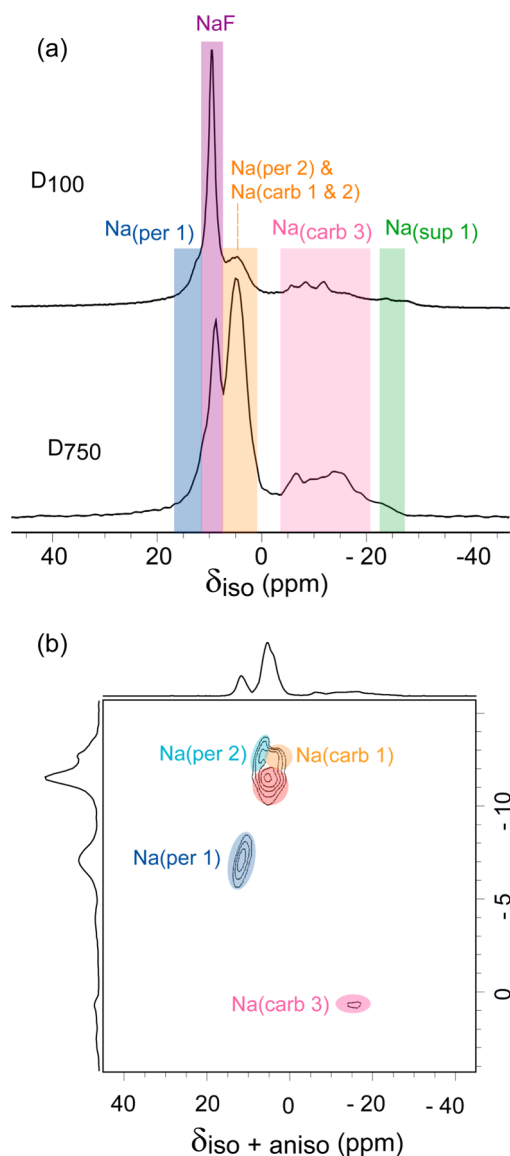 (a)
NaF
D100
Na(per 2) &
Na(carb 1 & 2)
Na(per 1)
Na(carb 3)
Na(sup 1)
D750
40 20 0 -20 -40
δiso (ppm)
(b)
Na(per 2)
Na(carb 1)
Na(per 1)
Na(carb 3)
- 10
- 5
0
40 20 0 - 20 - 40
δiso + aniso (ppm)